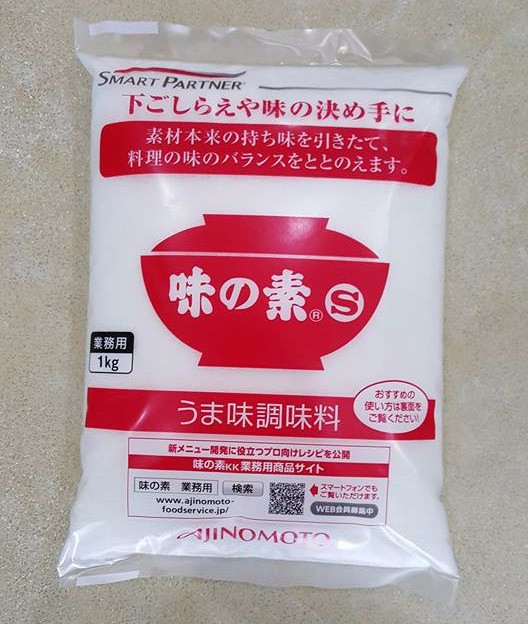 SMART PARTNER
下ごしらえや味の決め手に
素材本来の持ち味を引きたて、
料理の味のバランスをととのえます。
味の素® S
業務用
1kg
うま味調味料
おすすめの
使い方は裏面を
ご覧ください!
新メニュー開発に役立つプロ向けレシピを公開
味の素KK業務用商品サイト
味の素 業務用 検索
www.ajinomoto-
foodservice.jp/
スマートフォンでも
ご覧いただけます。
WEB会員募集中
AJINOMOTO